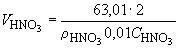 V_HNO₃ = 63,01 · 2 / ρ_HNO₃ 0,01C_HNO₃